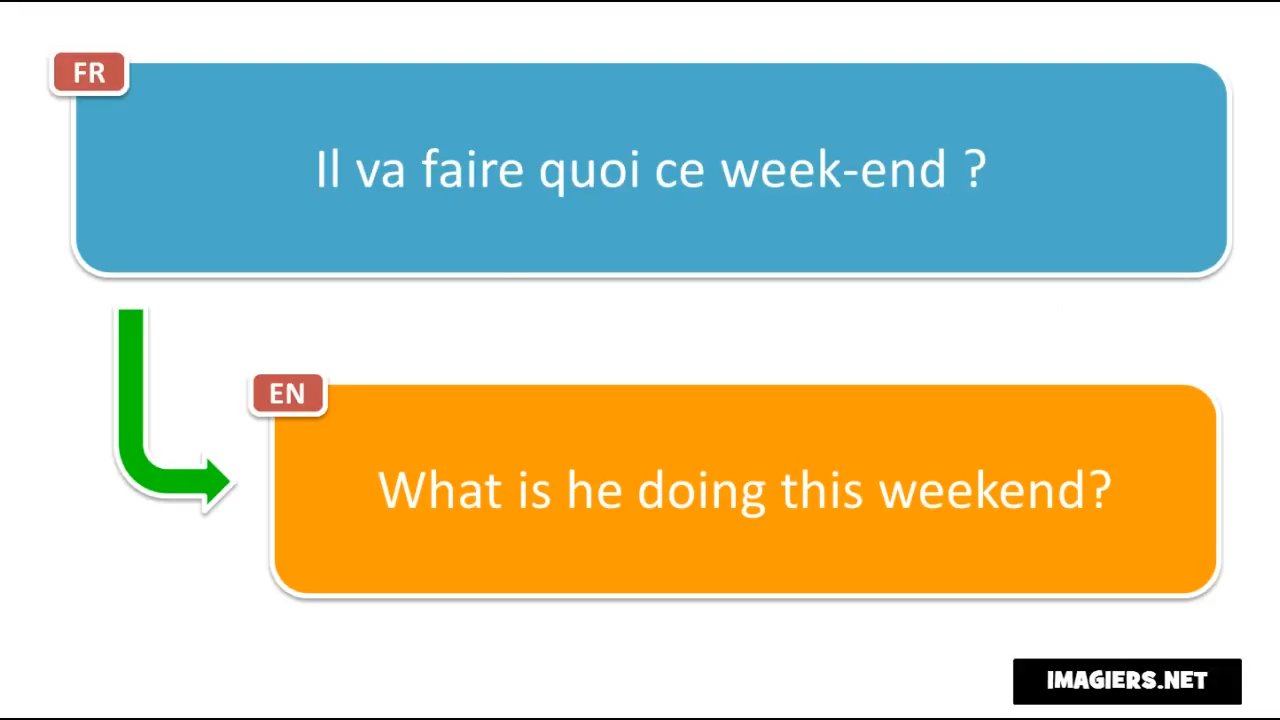 FR
Il va faire quoi ce week-end ?
EN
What is he doing this weekend?
IMAGIERS.NET